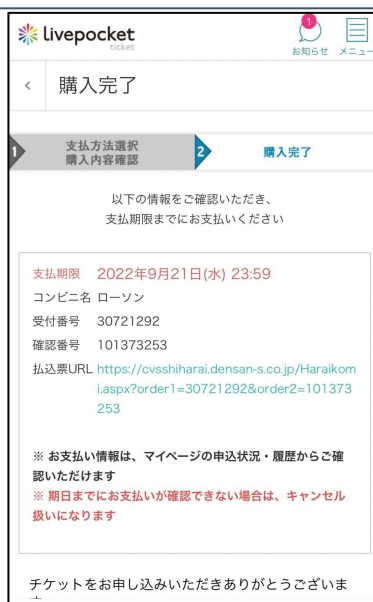 livepocket
ticket
1
お知らせ
メニュー
< 購入完了
1 支払方法選択
購入内容確認
2 購入完了
以下の情報をご確認いただき、
支払期限までにお支払いください
支払期限 2022年9月21日(水) 23:59
コンビニ名 ローソン
受付番号 30721292
確認番号 101373253
払込票URL https://cvsshiharai.densan-s.co.jp/Haraikom
i.aspx?order1=30721292&order2=101373
253
※ お支払い情報は、マイページの申込状況・履歴からご確
認いただけます
※ 期日までにお支払いが確認できない場合は、キャンセル
扱いになります
チケットをお申し込みいただきありがとうございま